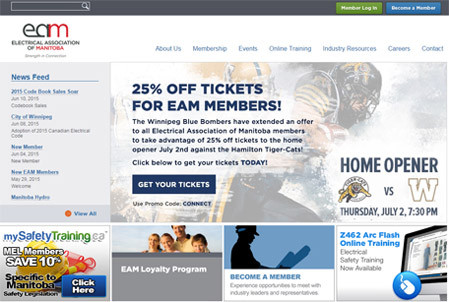 Member Log In
Become a Member
eam
ELECTRICAL ASSOCIATION
OF MANITOBA
Strength in Connection
About Us
Membership
Events
Online Training
Industry Resources
Careers
Contact
News Feed
2015 Code Book Sales Soar
Jun 10, 2015
Codebook Sales
City of Winnipeg
Jun 08, 2015
Adoption of 2015 Canadian Electrical
Code
New Member
Jun 04, 2015
New Member
New EAM Members
May 29, 2015
Welcome
Manitoba Hydro
View All
25% OFF TICKETS
FOR EAM MEMBERS!
The Winnipeg Blue Bombers have extended an offer
to all Electrical Association of Manitoba members
to take advantage of 25% off tickets to the home
opener July 2nd against the Hamilton Tiger-Cats!
Click below to get your tickets TODAY!
GET YOUR TICKETS
Use Promo Code: CONNECT
HOME OPENER
VS
W
THURSDAY, JULY 2, 7:30 PM
mySafetyTraining.ca
MEL Members
SAVE 10%
Specific to
Manitoba
Safety Legislation
Click
Here
EAM Loyalty Program
BECOME A MEMBER
Experience opportunities to meet with
industry leaders and representatives.
Z462 Arc Flash
Online Training
Electrical
Safety Training
Now Available